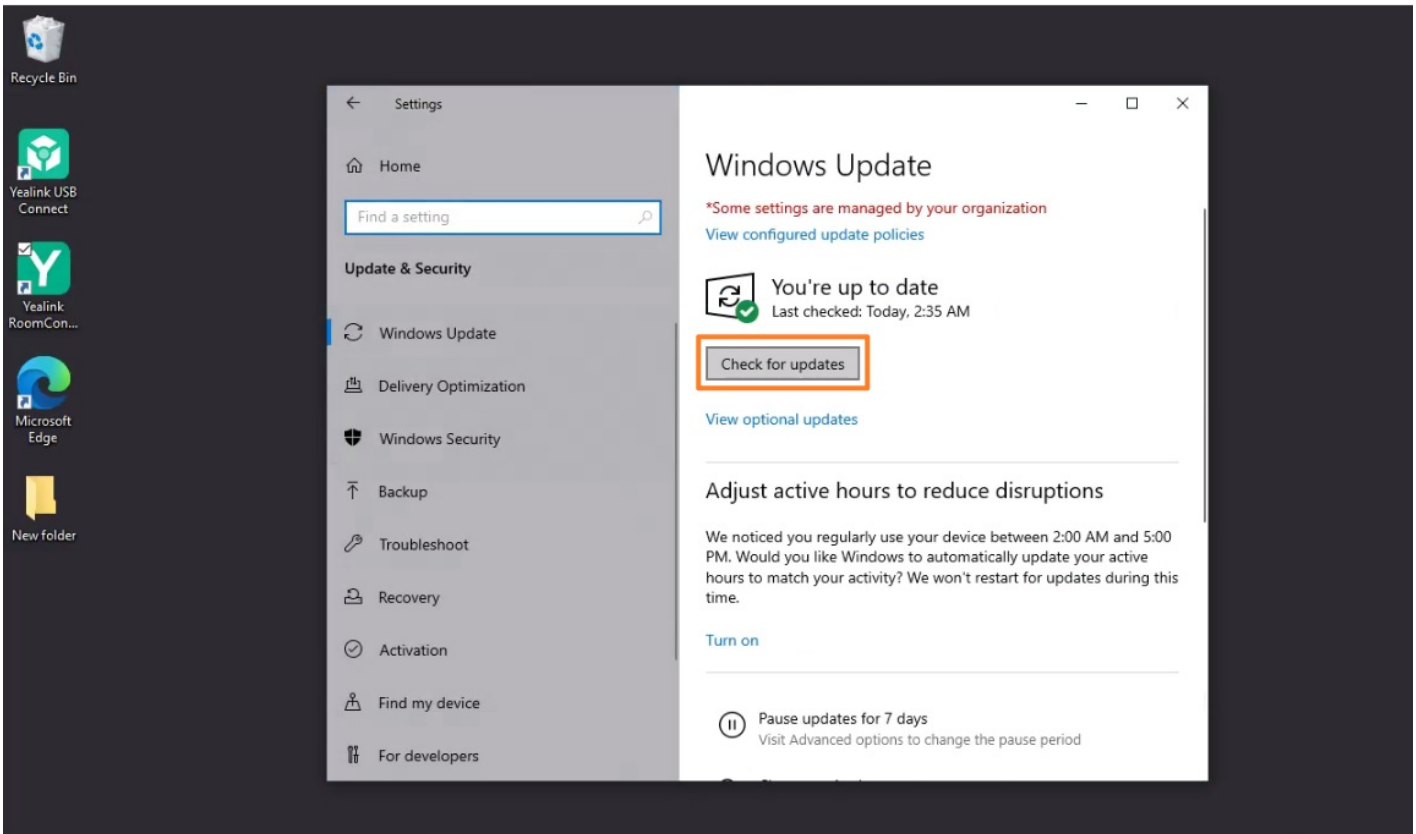 Recycle Bin
Yealink USB
Connect
Yealink
RoomCon...
Microsoft
Edge
New folder
Settings
Home
Find a setting
Update & Security
Windows Update
Delivery Optimization
Windows Security
Backup
Troubleshoot
Recovery
Activation
Find my device
For developers
Windows Update
*Some settings are managed by your organization
View configured update policies
You're up to date
Last checked: Today, 2:35 AM
Check for updates
View optional updates
Adjust active hours to reduce disruptions
We noticed you regularly use your device between 2:00 AM and 5:00
PM. Would you like Windows to automatically update your active
hours to match your activity? We won't restart for updates during this
time.
Turn on
Pause updates for 7 days
Visit Advanced options to change the pause period